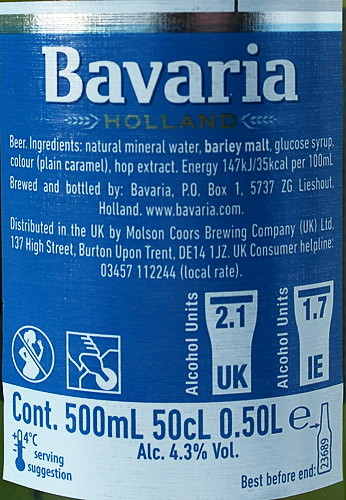 Bavaria
HOLLAND
Beer. Ingredients: natural mineral water, barley malt, glucose syrup,
colour (plain caramel), hop extract. Energy 147kJ/35kcal per 100ml.
Brewed and bottled by: Bavaria, P.O. Box 1, 5737 ZG Lieshout,
Holland. www.bavaria.com.
Distributed in the UK by Molson Coors Brewing Company (UK) Ltd,
137 High Street, Burton Upon Trent, DE14 1JZ. UK Consumer helpline:
03457 112244 (local rate).
Alcohol Units
2.1
UK
Alcohol Units
1.7
IE
Cont. 500mL 50cL 0.50L e
Alc. 4.3% Vol.
+04°C
serving
suggestion
Best before end:
23689